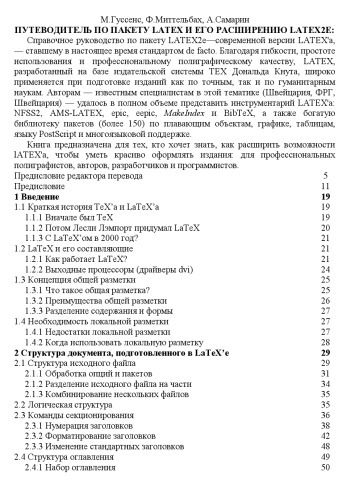 М.Гуссенс, Ф.Миттельбах, А.Самарин
ПУТЕВОДИТЕЛЬ ПО ПАКЕТУ LATEX И ЕГО РАСШИРЕНИЮ LATEX2E:
Справочное руководство по пакету LATEX2e—современной версии LATEX'а,
— ставшему в настоящее время стандартом de facto. Благодаря гибкости, простоте
использования и профессиональному полиграфическому качеству, LATEX,
разработанный на базе издательской системы TEX Дональда Кнута, широко
применяется при подготовке изданий как по точным, так и по гуманитарным
наукам. Авторам — известным специалистам в этой тематике (Швейцария, ФРГ,
Швейцария) — удалось в полном объеме представить инструментарий LATEX'а:
NFSS2, AMS-LATEX, epic, eepic, MakeIndex и BibTeX, а также богатую
библиотеку пакетов (более 150) по плавающим объектам, графике, таблицам,
языку PostScript и многоязыковой поддержке.
Книга предназначена для тех, кто хочет знать, как расширить возможности
lATEX'а, чтобы уметь красиво оформлять издания: для профессиональных
полиграфистов, авторов, разработчиков и программистов.
Предисловие редактора перевода 5
Предисловие 11
1 Введение 19
1.1 Краткая история TeX'а и LaTeX'а 19
1.1.1 Вначале был TeX 19
1.1.2 Потом Лесли Лэмпорт придумал LaTeX 20
1.1.3 С LaTeX'ом в 2000 год? 21
1.2 LaTeX и его составляющие 21
1.2.1 Как работает LaTeX? 21
1.2.2 Выходные процессоры (драйверы dvi) 24
1.3 Концепция общей разметки 25
1.3.1 Что такое общая разметка? 25
1.3.2 Преимущества общей разметки 26
1.3.3 Разделение содержания и формы 27
1.4 Необходимость локальной разметки 27
1.4.1 Недостатки локальной разметки 27
1.4.2 Когда использовать локальную разметку 28
2 Структура документа, подготовленного в LaTeX'е 29
2.1 Структура исходного файла 29
2.1.1 Обработка опций и пакетов 31
2.1.2 Разделение исходного файла на части 34
2.1.3 Комбинирование нескольких файлов 35
2.2 Логическая структура 35
2.3 Команды секционирования 36
2.3.1 Нумерация заголовков 38
2.3.2 Форматирование заголовков 42
2.3.3 Изменение стандартных заголовков 48
2.4 Структура оглавления 49
2.4.1 Набор оглавления 50